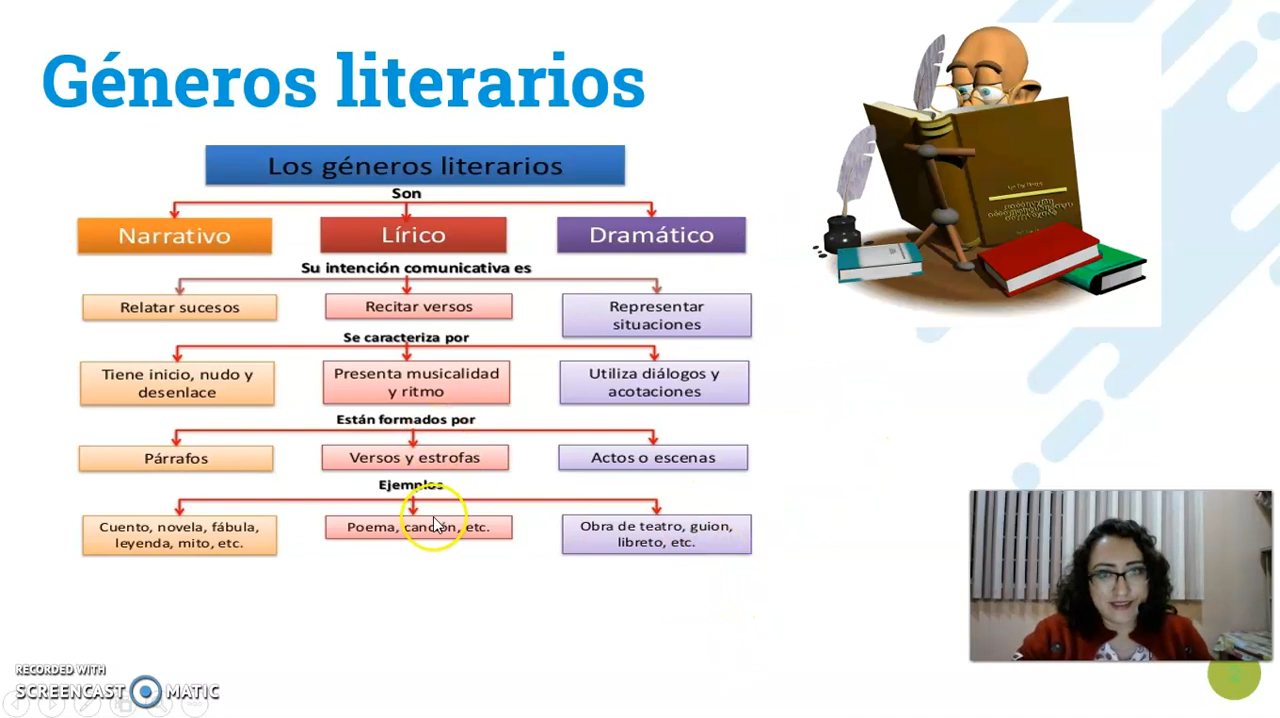 Géneros literarios
Los géneros literarios
Son
Narrativo
Lírico
Dramático
Su intención comunicativa es
Relatar sucesos
Recitar versos
Representar
situaciones
Se caracteriza por
Tiene inicio, nudo y
desenlace
Presenta musicalidad
y ritmo
Utiliza diálogos y
acotaciones
Están formados por
Párrafos
Versos y estrofas
Actos o escenas
Ejemplos
Cuento, novela, fábula,
leyenda, mito, etc.
Poema, canción, etc.
Obra de teatro, guion,
libreto, etc.
RECORDED WITH
SCREENCAST MATIC